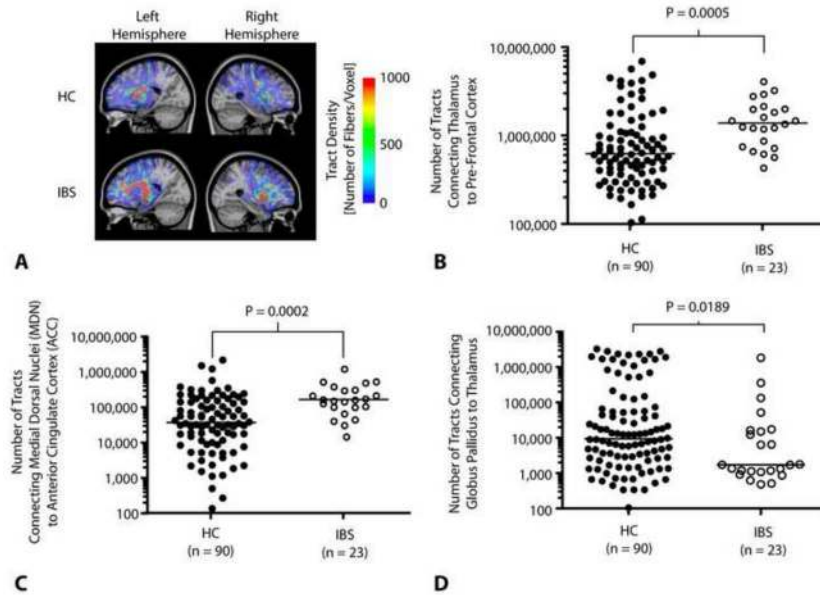 Left
Hemisphere
Right
Hemisphere
HC
IBS
Tract Density
[Number of Fibers/Voxel]
1000
500
0
A
P = 0.0005
Number of Tracts
Connecting Thalamus
to Pre-Frontal Cortex
10,000,000
1,000,000
100,000
HC
(n = 90)
IBS
(n = 23)
B
P = 0.0002
Number of Tracts
Connecting Medial Dorsal Nuclei (MDN)
to Anterior Cingulate Cortex (ACC)
10,000,000
1,000,000
100,000
10,000
1,000
100
HC
(n = 90)
IBS
(n = 23)
C
P = 0.0189
Number of Tracts Connecting
Globus Pallidus to Thalamus
10,000,000
1,000,000
100,000
10,000
1,000
100
HC
(n = 90)
IBS
(n = 23)
D